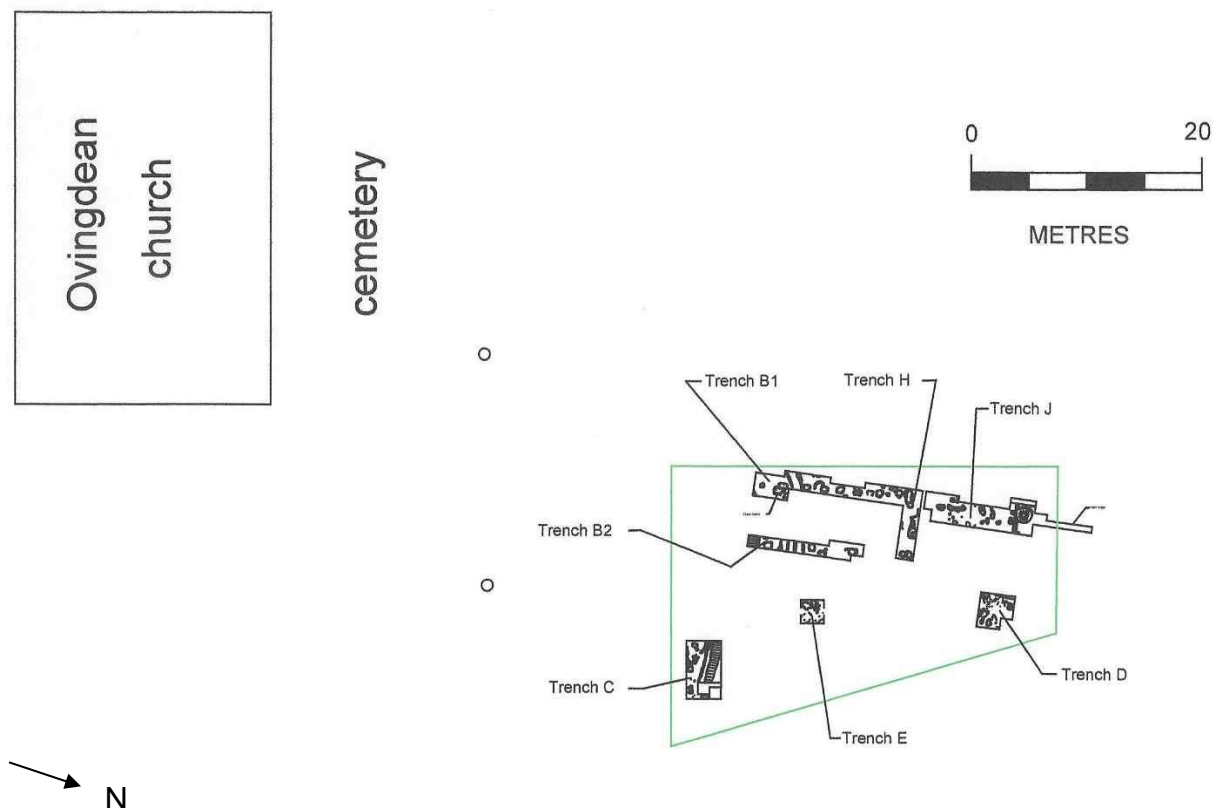 Ovingdean
church
cemetery
0 20
METRES
Trench B1
Trench H
Trench J
Trench B2
Trench C
Trench D
Trench E
N